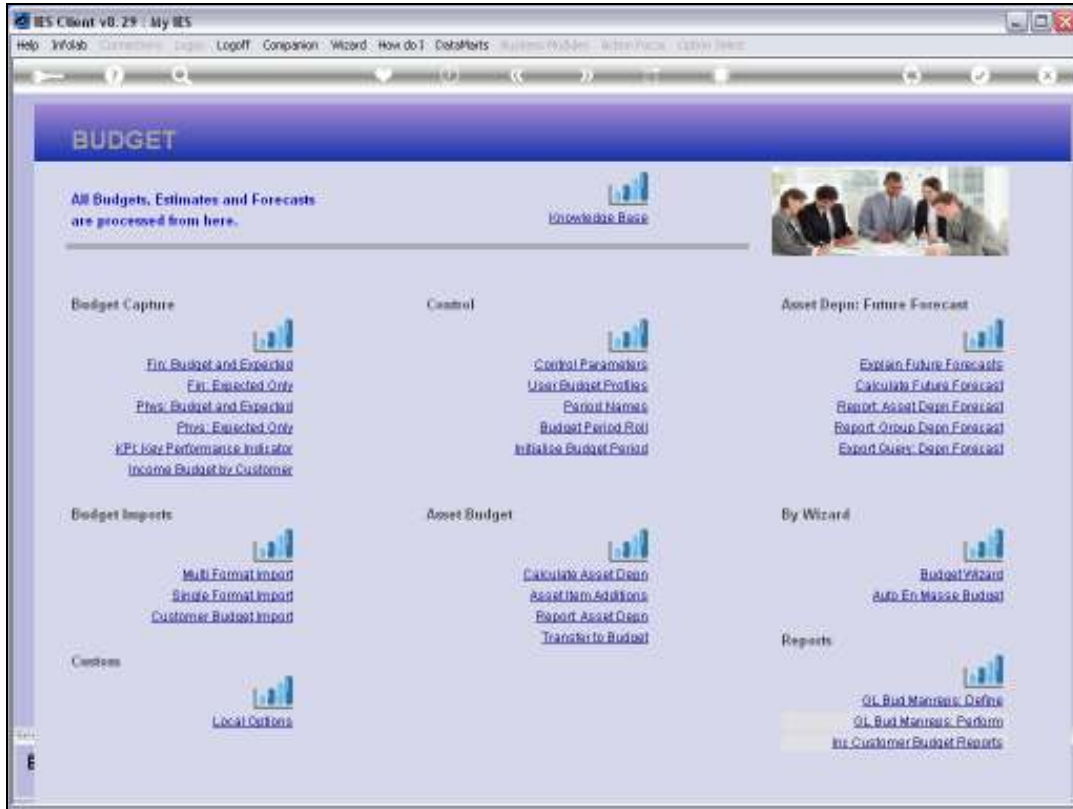 IES Client v8.29 : My IES
Help Infolab Logoff Companion Wizard How do I DataMarts
BUDGET
All Budgets, Estimates and Forecasts
are processed from here.
Knowledge Base
Budget Capture
Fin: Budget and Expected
Fin: Expected Only
Phys: Budget and Expected
Phys: Expected Only
KPI: Key Performance Indicator
Income Budget by Customer
Control
Control Parameters
User Budget Profiles
Period Names
Budget Period Roll
Initialise Budget Period
Asset Depn: Future Forecast
Explain Future Forecasts
Calculate Future Forecast
Report: Asset Depn Forecast
Report: Group Depn Forecast
Export Query: Depn Forecast
Budget Imports
Multi Format Import
Single Format Import
Customer Budget Import
Asset Budget
Calculate Asset Depn
Asset Item Additions
Report Asset Depn
Transfer to Budget
By Wizard
Budget Wizard
Auto En Masse Budget
Custom
Local Options
Reports
GL Bud Manreps: Define
GL Bud Manreps: Perform
Inc Customer Budget Reports